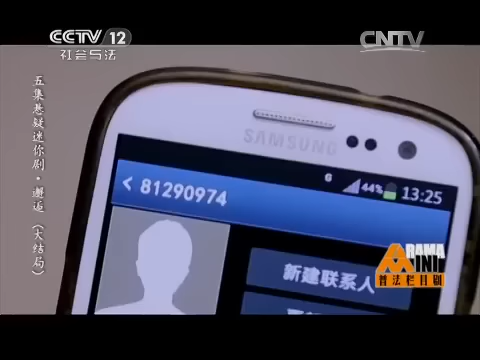 CCTV 12
社会与法
CNTV
五集悬疑迷你剧·邂逅(大结局)
SAMSUNG
G 44% 13:25
< 81290974
新建联系人
DRAMA
MINI
普法栏目剧